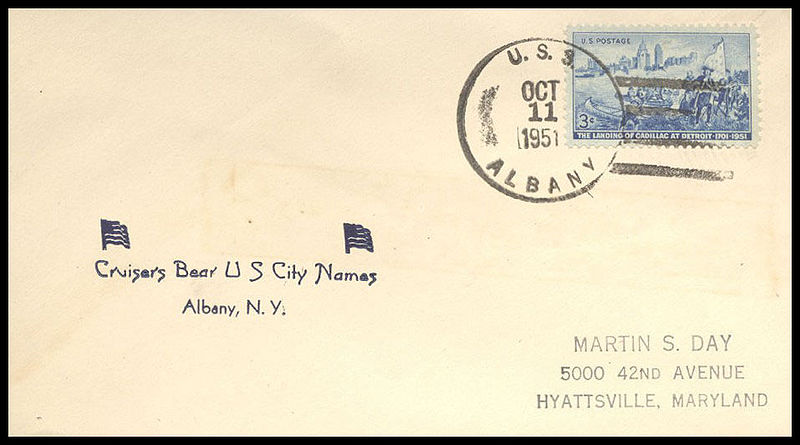 U. S. S.
OCT
11
1951
ALBANY
U.S. POSTAGE
3¢
THE LANDING OF CADILLAC AT DETROIT·1701-1951
Cruisers Bear U S City Names
Albany, N. Y.
MARTIN S. DAY
5000 42ND AVENUE
HYATTSVILLE, MARYLAND